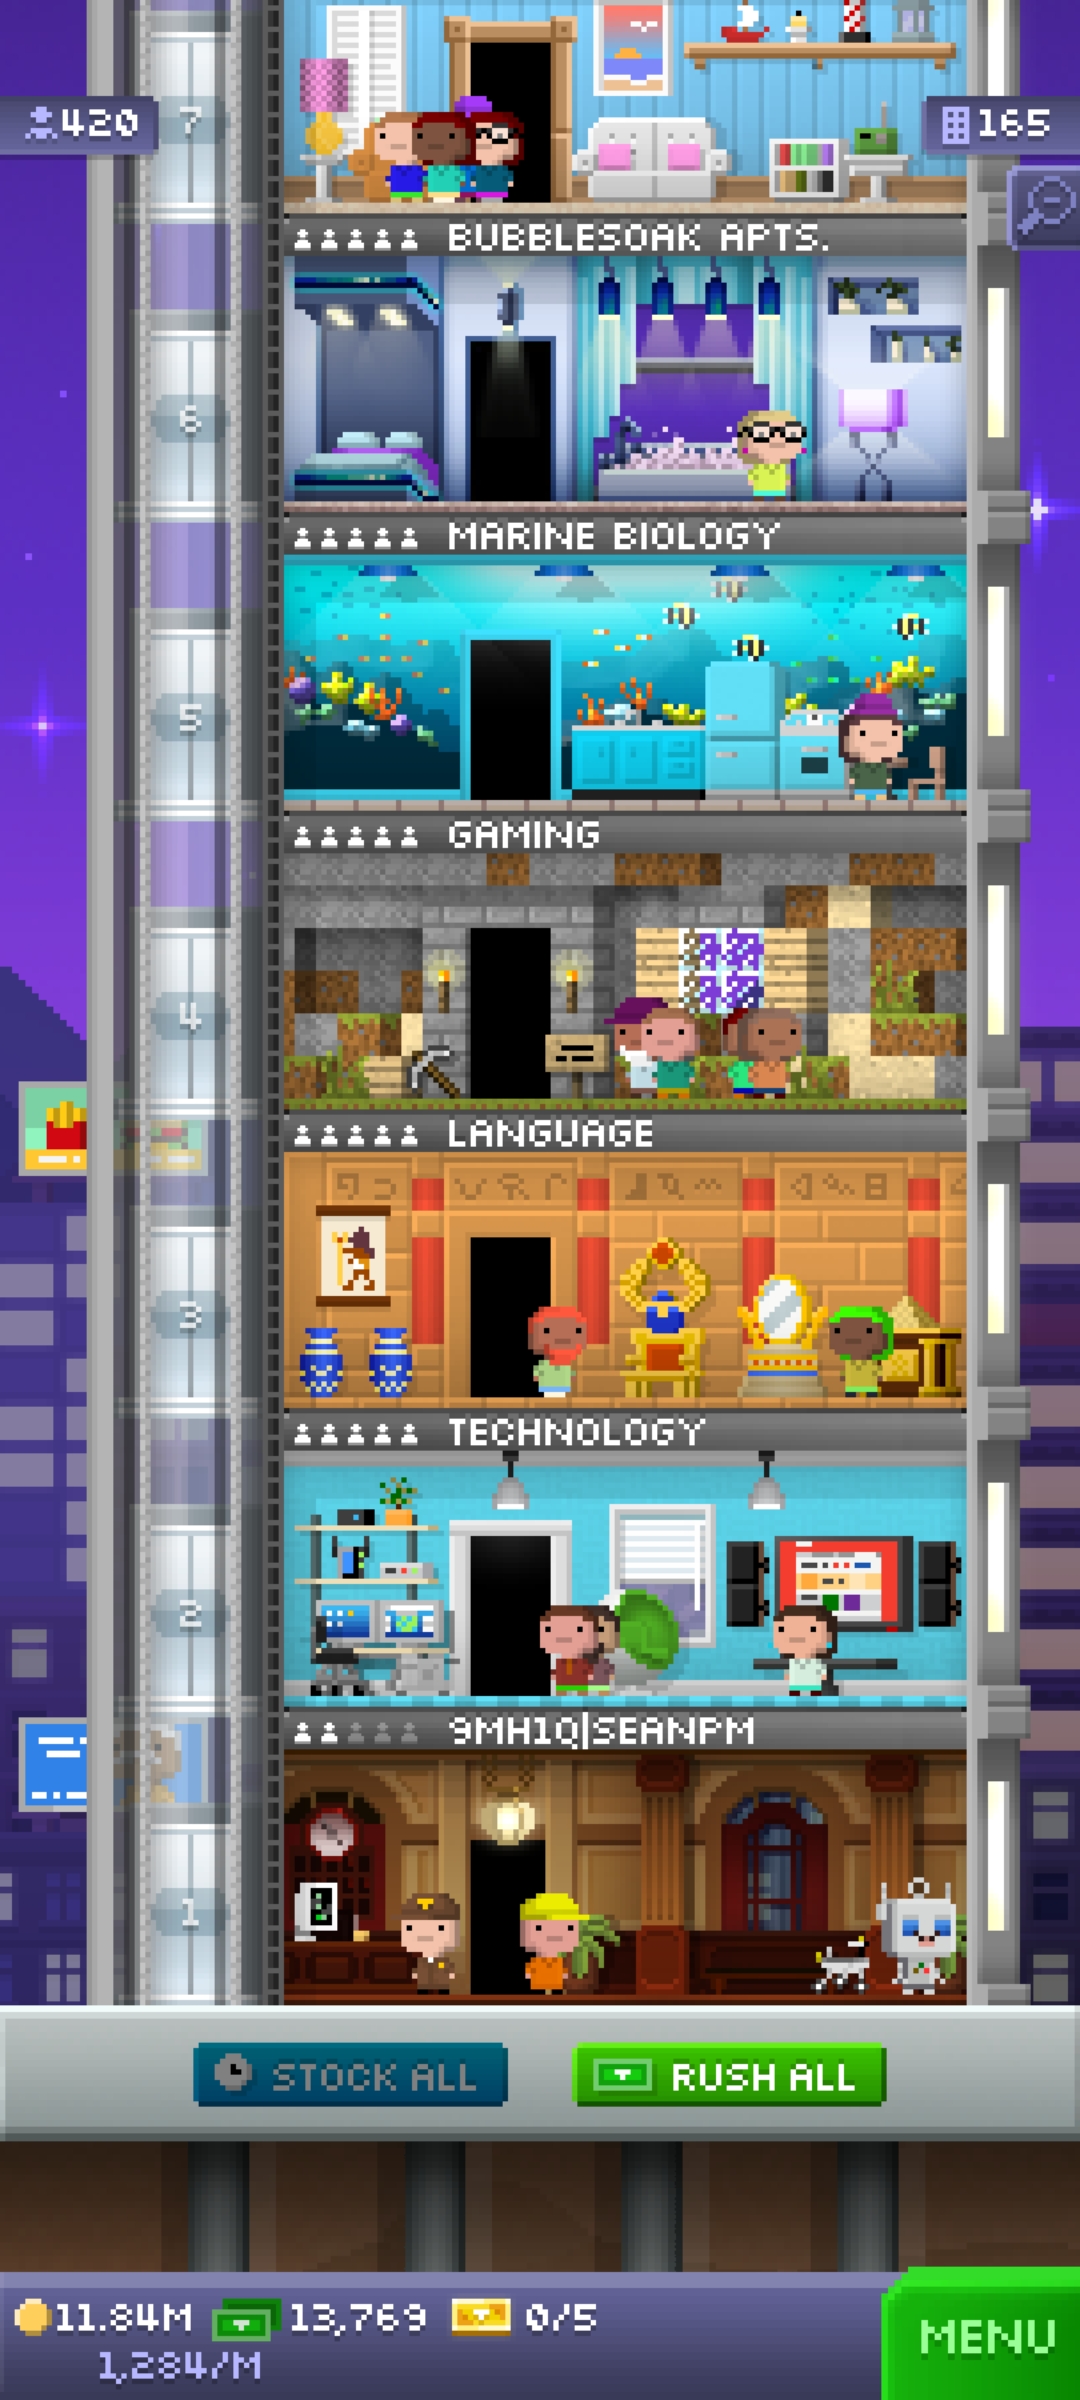 420
7
165
BUBBLESOAK APTS.
6
MARINE BIOLOGY
5
GAMING
4
LANGUAGE
3
TECHNOLOGY
2
9MH1Q|SEANPM
1
STOCK ALL
RUSH ALL
11.84M
13,769
0/5
1,284/M
MENU